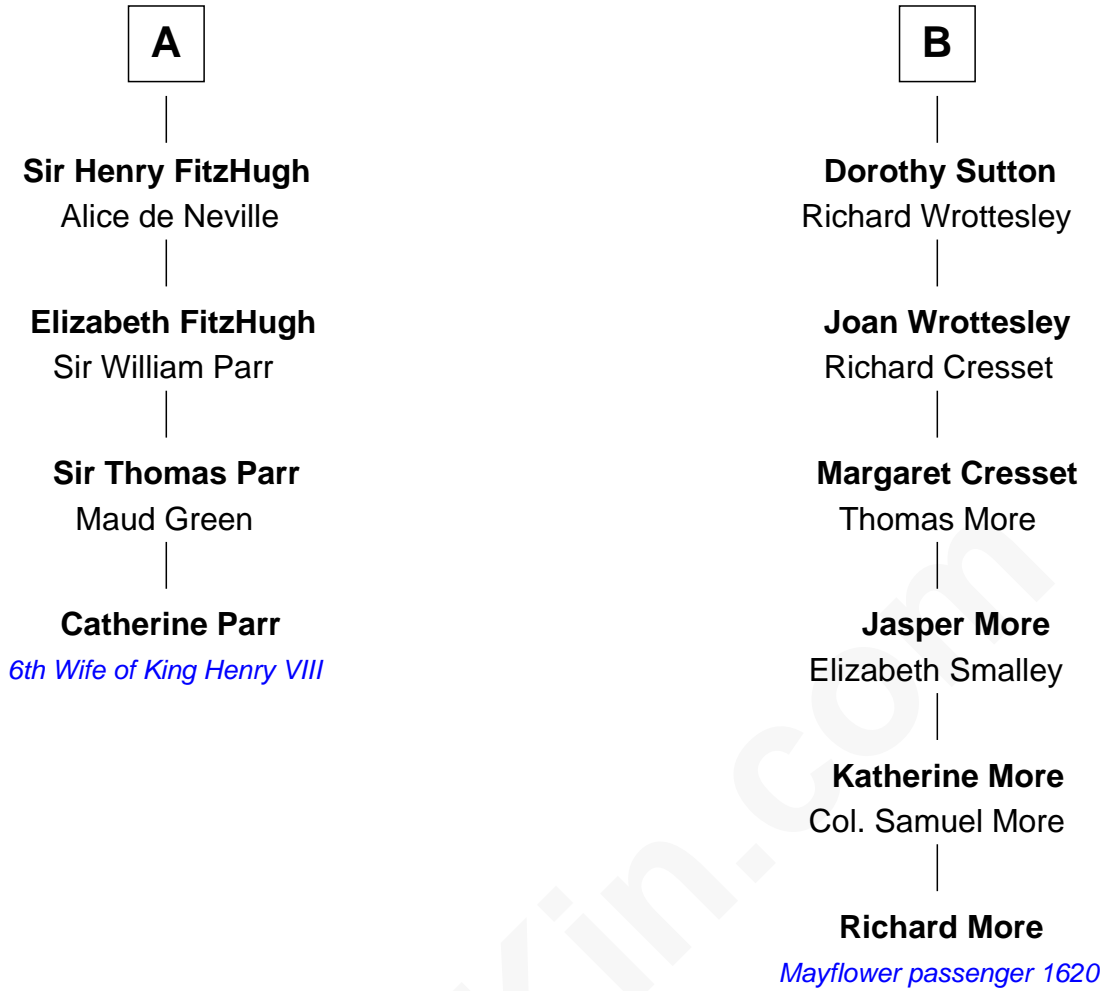 A
Sir Henry FitzHugh
Alice de Neville
Elizabeth FitzHugh
Sir William Parr
Sir Thomas Parr
Maud Green
Catherine Parr
6th Wife of King Henry VIII
B
Dorothy Sutton
Richard Wrottesley
Joan Wrottesley
Richard Cresset
Margaret Cresset
Thomas More
Jasper More
Elizabeth Smalley
Katherine More
Col. Samuel More
Richard More
Mayflower passenger 1620
Kin.com